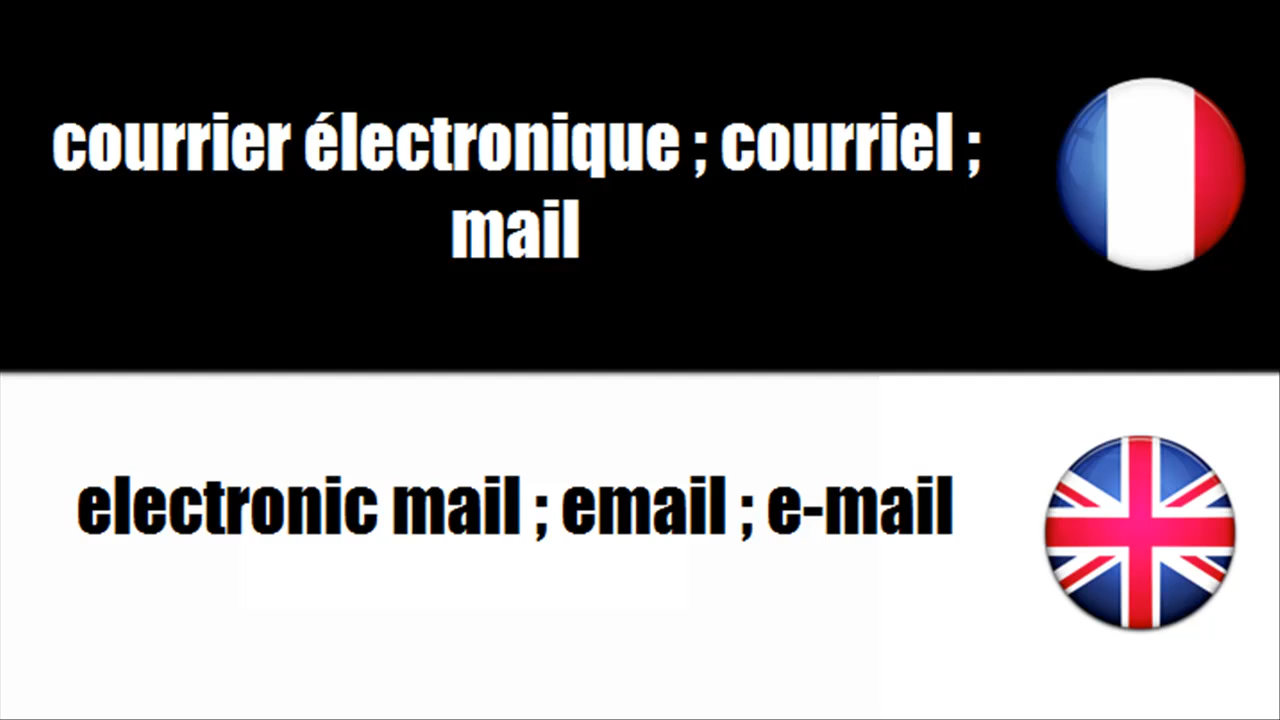 courrier électronique ; courriel ;
mail
electronic mail ; email ; e-mail